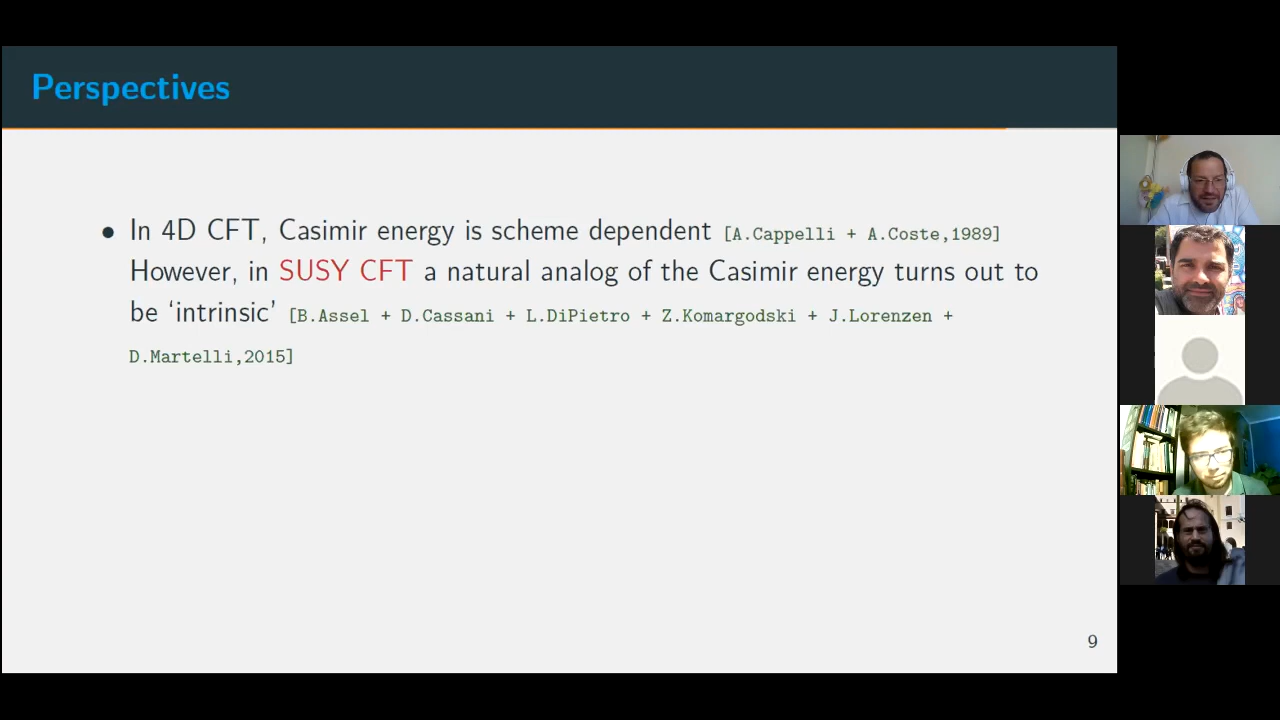 Perspectives
• In 4D CFT, Casimir energy is scheme dependent [A.Cappelli + A.Coste,1989]
However, in SUSY CFT a natural analog of the Casimir energy turns out to
be ‘intrinsic’ [B.Assel + D.Cassani + L.DiPietro + Z.Komargodski + J.Lorenzen +
D.Martelli,2015]
9